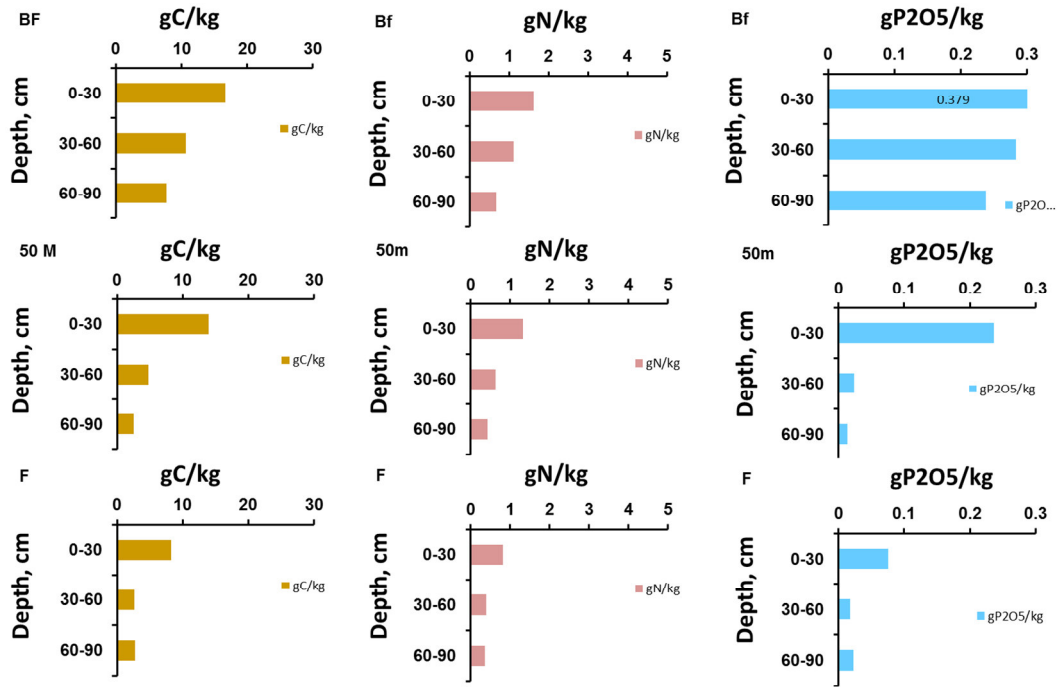 BF
gC/kg
0 10 20 30
Depth, cm
0-30
30-60
60-90
gC/kg
Bf
gN/kg
0 1 2 3 4 5
Depth, cm
0-30
30-60
60-90
gN/kg
Bf
gP2O5/kg
0 0.1 0.2 0.3
Depth, cm
0-30
30-60
60-90
0.379
gP2O...
50 M
gC/kg
0 10 20 30
Depth, cm
0-30
30-60
60-90
gC/kg
50m
gN/kg
0 1 2 3 4 5
Depth, cm
0-30
30-60
60-90
gN/kg
50m
gP2O5/kg
0 0.1 0.2 0.3
Depth, cm
0-30
30-60
60-90
gP2O5/kg
F
gC/kg
0 10 20 30
Depth, cm
0-30
30-60
60-90
gC/kg
F
gN/kg
0 1 2 3 4 5
Depth, cm
0-30
30-60
60-90
gN/kg
F
gP2O5/kg
0 0.1 0.2 0.3
Depth, cm
0-30
30-60
60-90
gP2O5/kg